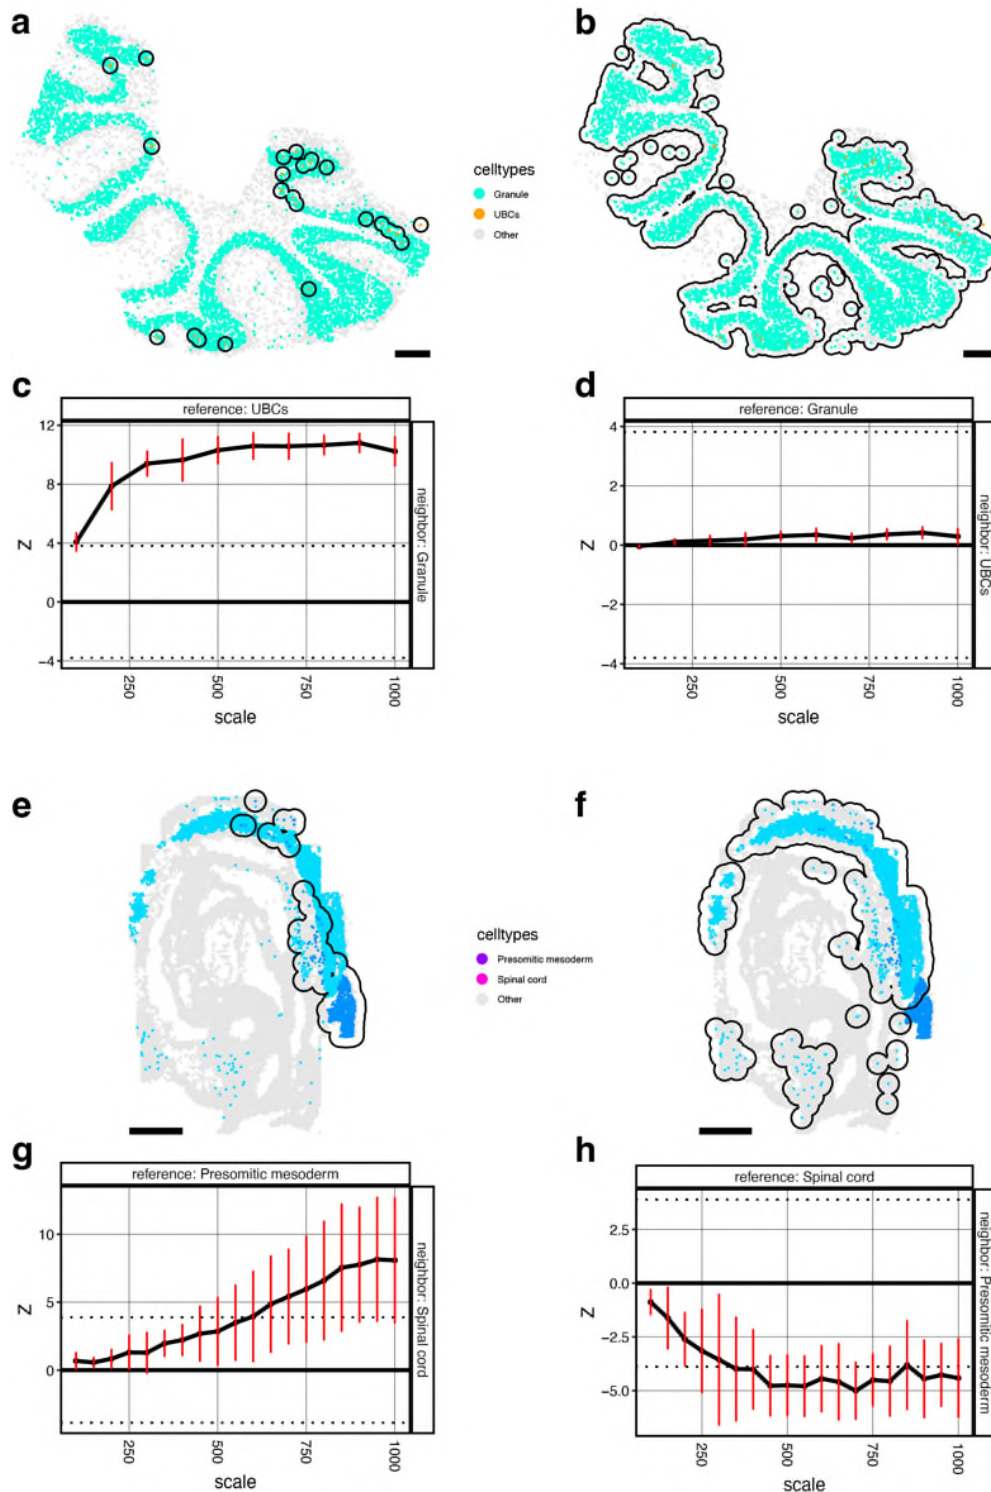 a
b
celltypes
Granule
UBCs
Other
c
d
reference: UBCs
reference: Granule
12
8
4
0
−4
Z
neighbor: Granule
250
500
750
1000
scale
4
2
0
−2
−4
Z
neighbor: UBCs
250
500
750
1000
scale
e
f
celltypes
Presomitic mesoderm
Spinal cord
Other
g
h
reference: Presomitic mesoderm
reference: Spinal cord
10
5
0
Z
neighbor: Spinal cord
250
500
750
1000
scale
2.5
0.0
−2.5
−5.0
Z
neighbor: Presomitic mesoderm
250
500
750
1000
scale